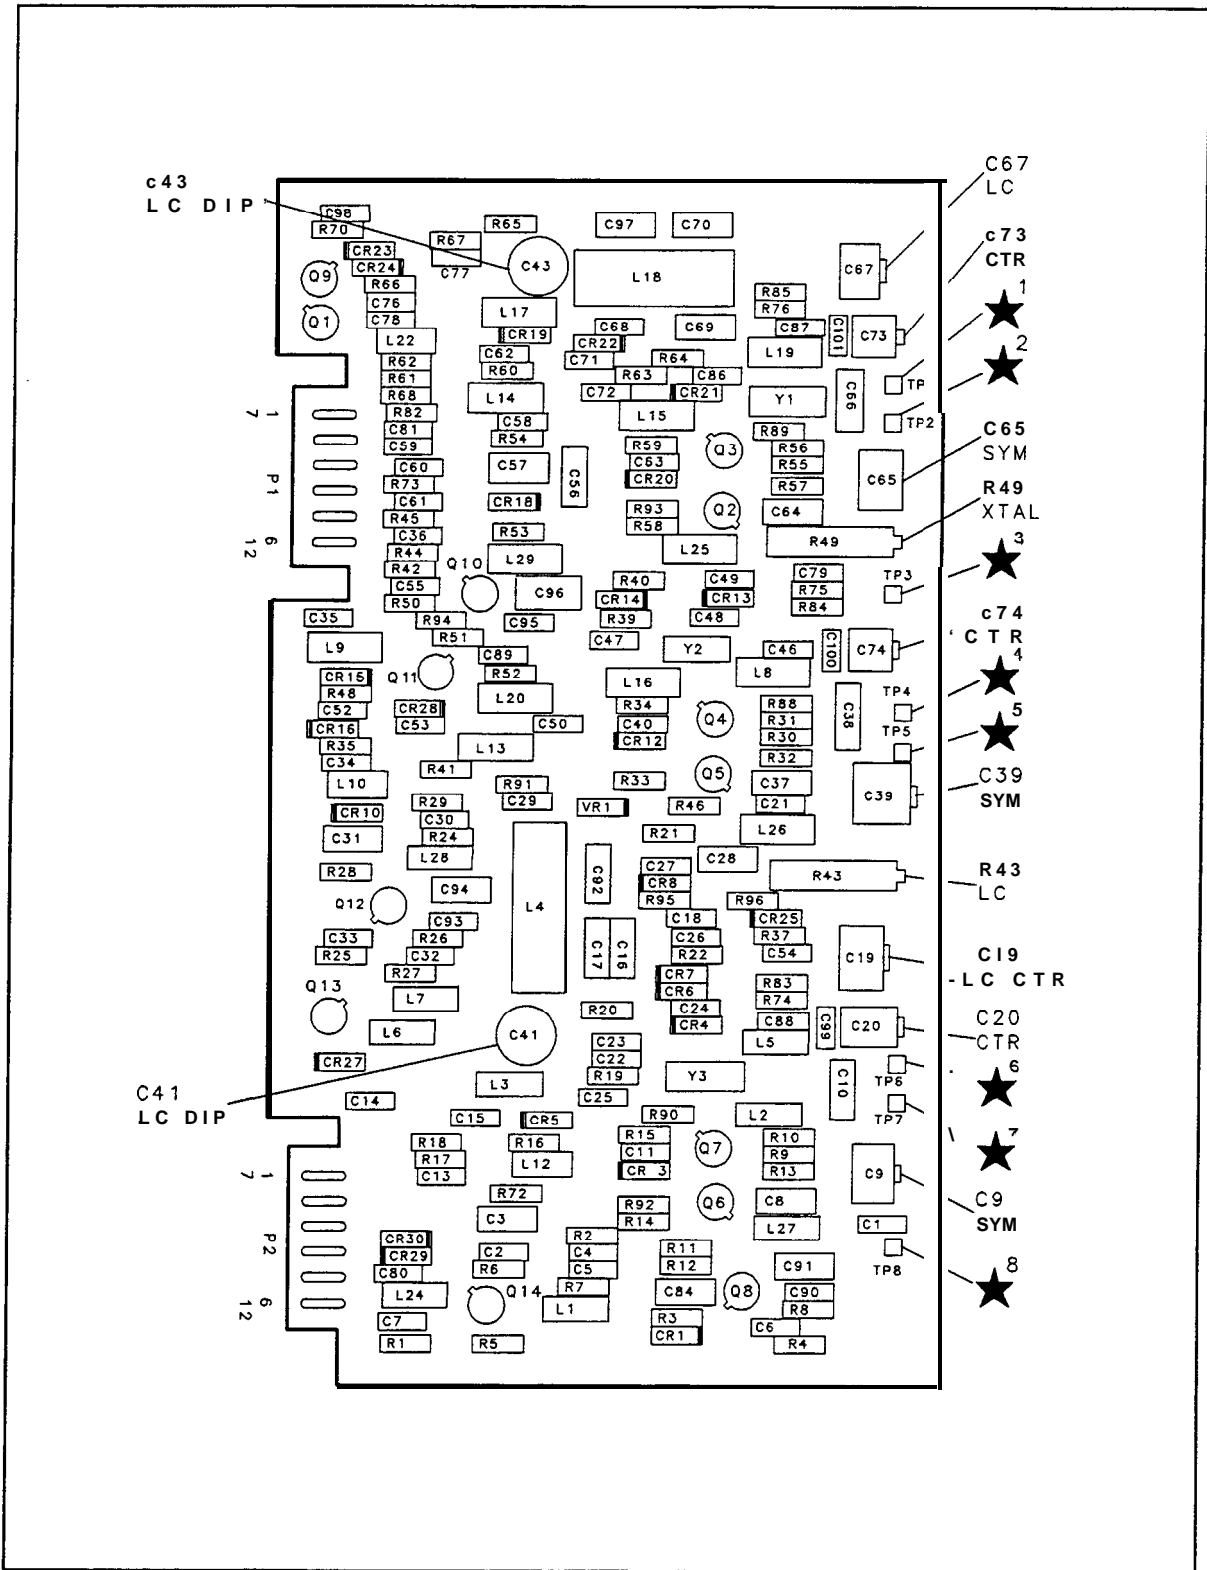 C67
LC
c43
LC DIP
c73
CTR
1
2
C65
SYM
R49
XTAL
3
c74
CTR
4
5
C39
SYM
R43
LC
C19
-LC CTR
C20
CTR
6
7
C9
SYM
8
C41
LC DIP
C98
R70
R65
C97
C70
R67
C77
CR23
CR24
Q9
C43
L18
C67
R66
C76
C78
Q1
L17
R85
R76
C68
C69
C87
C101
C73
L22
CR19
CR22
L19
C62
C71
R64
R62
R60
R61
R63
C86
TP
R68
L14
C72
CR21
Y1
C66
1
7
R82
L15
TP2
C58
C81
R54
R89
C59
R59
Q3
R56
C60
C57
C56
C63
R55
C65
R73
CR20
R57
P1
C61
CR18
R93
Q2
C64
R45
R58
C36
R53
R49
6
12
R44
L29
L25
Q10
R42
R40
C49
C79
TP3
C55
C96
CR14
CR13
R75
R50
R84
C35
R94
C95
R39
C48
R51
C47
L9
Y2
C46
C100
C74
C89
Q11
R52
L8
CR15
L16
R48
L20
TP4
C52
CR28
R34
R88
C38
C53
C50
C40
Q4
R31
CR16
CR12
R30
TP5
R35
L13
C34
R32
R41
L10
R91
R33
Q5
C37
C39
R29
C29
VR1
R46
C21
CR10
C30
C31
R24
R21
L26
L28
C28
R28
C92
C27
R43
CR8
C94
L4
R95
R96
Q12
C18
CR25
C93
C33
R26
C26
R37
R25
C32
C17
C16
R22
C54
C19
R27
CR7
Q13
CR6
R83
L7
R74
R20
C24
C88
C99
C20
L6
C41
CR4
C23
L5
CR27
C22
TP6
L3
R19
Y3
C10
C14
C25
TP7
C15
CR5
R90
L2
R18
R16
R15
R10
R17
C11
Q7
R9
1
7
C13
L12
CR 3
R13
C9
R72
Q6
C8
C3
R92
R14
L27
C1
P2
CR30
R2
CR29
C2
C4
R11
C80
R6
C5
R12
C91
TP8
6
12
L24
Q14
R7
C84
Q8
C90
L1
R8
C7
R3
C6
R1
R5
CR1
R4